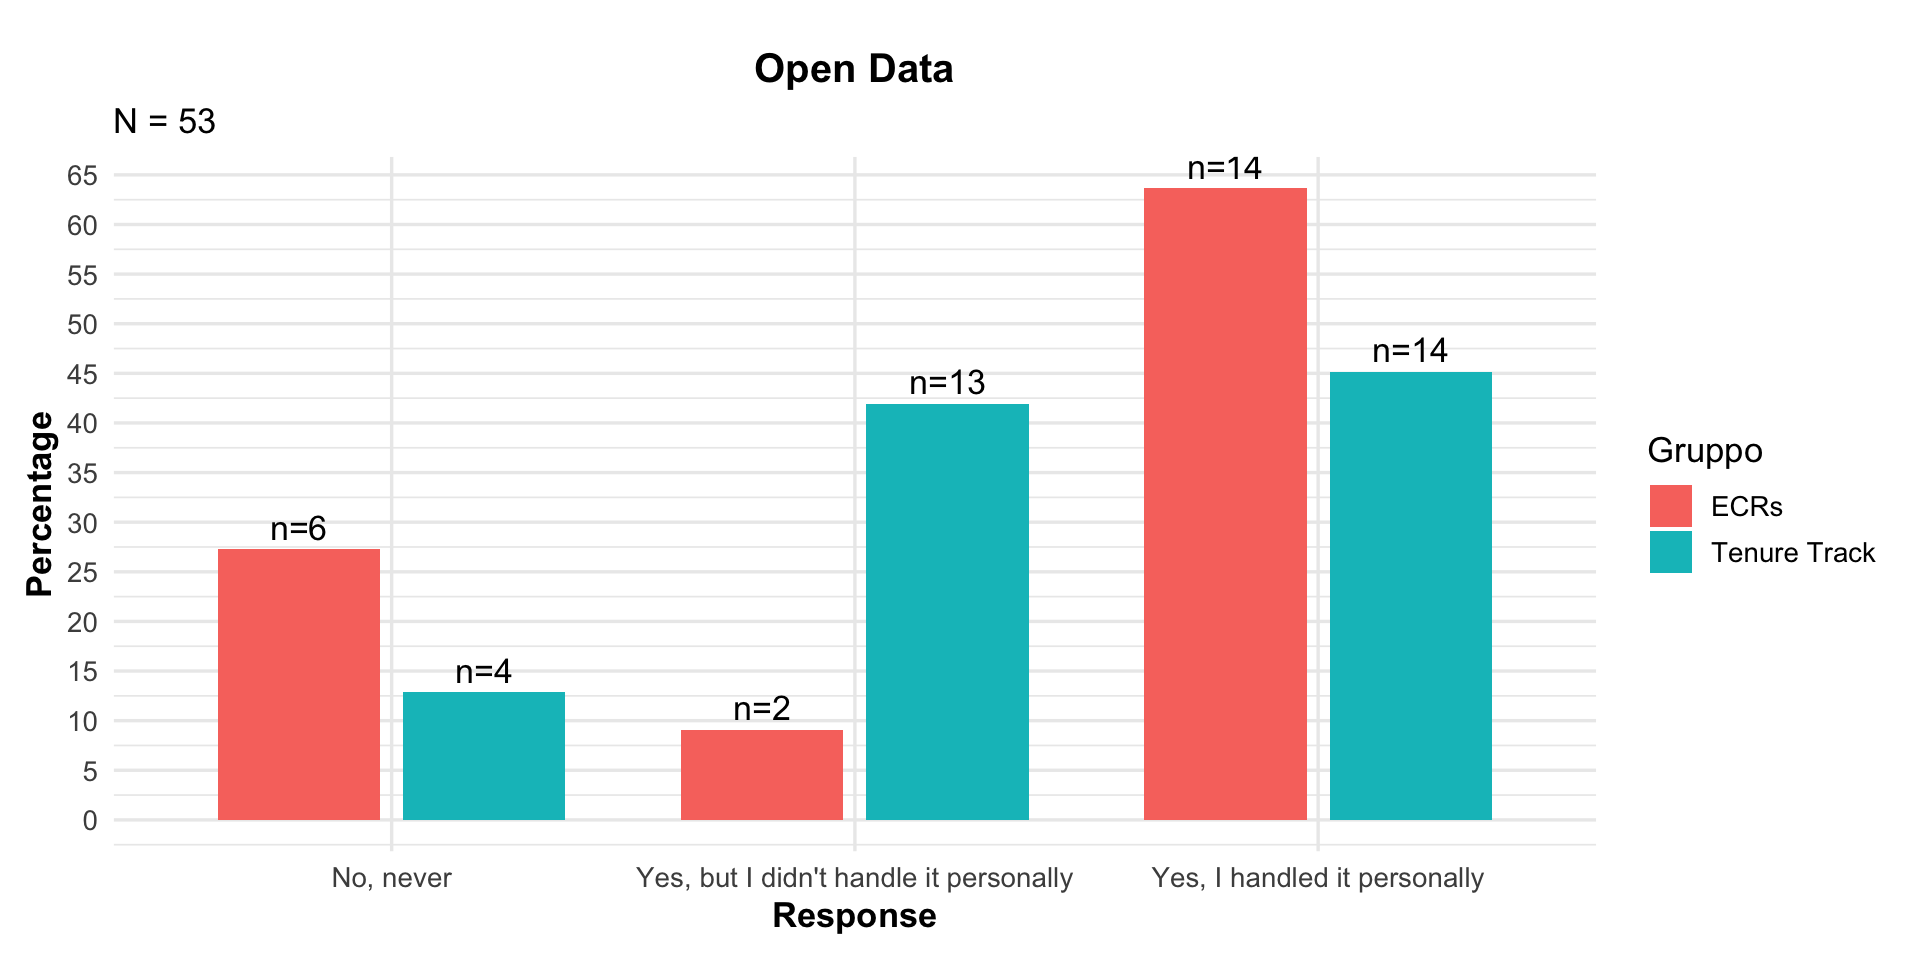 Open Data
N = 53
65
60
55
50
45
40
35
30
25
20
15
10
5
0
Percentage
n=6
n=4
n=2
n=13
n=14
n=14
No, never
Yes, but I didn't handle it personally
Yes, I handled it personally
Response
Gruppo
ECRs
Tenure Track